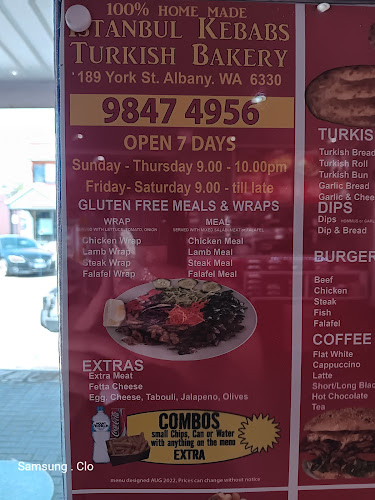 100% HOME MADE
ISTANBUL KEBABS
TURKISH BAKERY
189 York St. Albany. WA 6330
9847 4956
OPEN 7 DAYS
Sunday - Thursday 9.00 - 10.00pm
Friday- Saturday 9.00 - till late
GLUTEN FREE MEALS & WRAPS
WRAP
SERVED WITH LETTUCE, TOMATO, ONION
Chicken Wrap
Lamb Wrap
Steak Wrap
Falafel Wrap
MEAL
Chicken Meal
Lamb Meal
Steak Meal
Falafel Meal
EXTRAS
Extra Meat
Fetta Cheese
Egg, Cheese, Tabouli, Jalapeno, Olives
COMBOS
small Chips, Can or Water
with anything on the menu
EXTRA
menu designed AUG 2022, Prices can change without notice
TURKIS
Turkish Bread
Turkish Roll
Turkish Bun
Garlic Bread
Garlic & Chee
DIPS
Dips
Dip & Bread
BURGER
Beef
Chicken
Steak
Fish
Falafel
COFFEE
Flat White
Cappuccino
Latte
Short/Long Blac
Hot Chocolate
Tea
Samsung . Clo